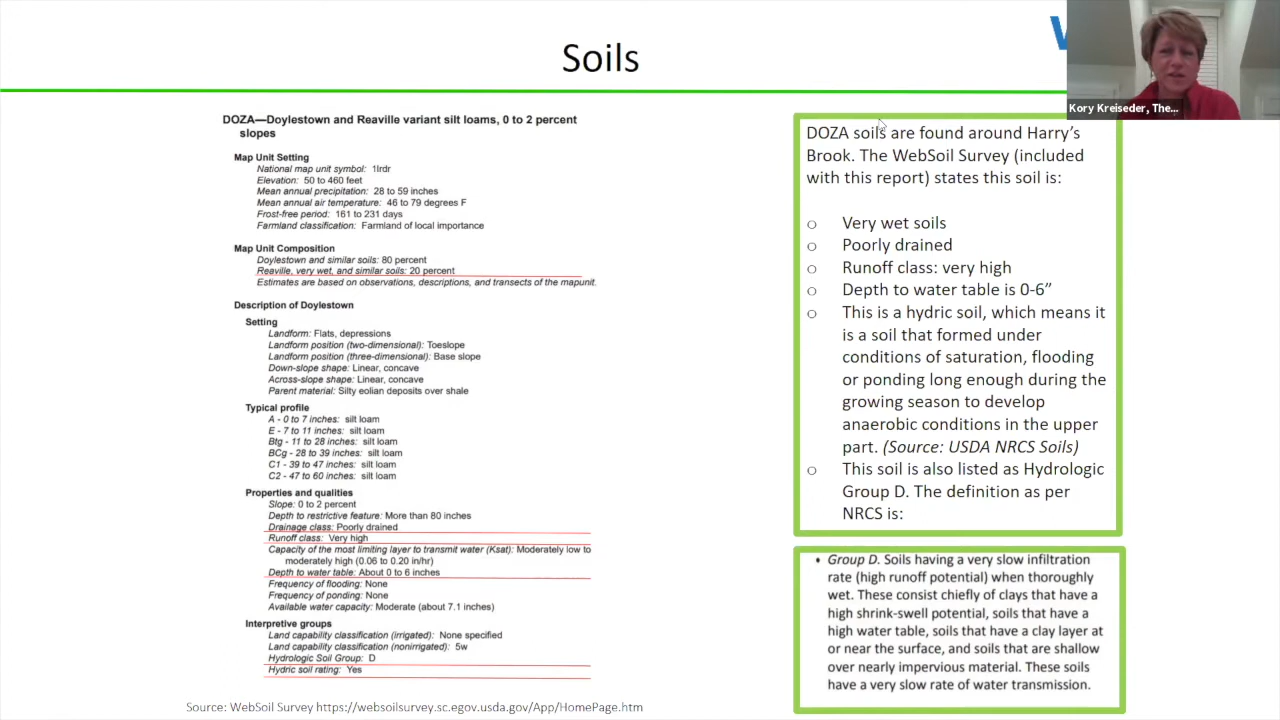 Soils
Kory Kreiseder, The...
DOZA—Doylestown and Reaville variant silt loams, 0 to 2 percent
slopes
Map Unit Setting
National map unit symbol: 1lrdr
Elevation: 50 to 460 feet
Mean annual precipitation: 28 to 59 inches
Mean annual air temperature: 46 to 79 degrees F
Frost-free period: 161 to 231 days
Farmland classification: Farmland of local importance
Map Unit Composition
Doylestown and similar soils: 80 percent
Reaville, very wet, and similar soils: 20 percent
Estimates are based on observations, descriptions, and transects of the mapunit.
Description of Doylestown
Setting
Landform: Flats, depressions
Landform position (two-dimensional): Toeslope
Landform position (three-dimensional): Base slope
Down-slope shape: Linear, concave
Across-slope shape: Linear, concave
Parent material: Silty eolian deposits over shale
Typical profile
A - 0 to 7 inches: silt loam
E - 7 to 11 inches: silt loam
Btg - 11 to 28 inches: silt loam
BCg - 28 to 39 inches: silt loam
C1 - 39 to 47 inches: silt loam
C2 - 47 to 60 inches: silt loam
Properties and qualities
Slope: 0 to 2 percent
Depth to restrictive feature: More than 80 inches
Drainage class: Poorly drained
Runoff class: Very high
Capacity of the most limiting layer to transmit water (Ksat): Moderately low to
moderately high (0.06 to 0.20 in/hr)
Depth to water table: About 0 to 6 inches
Frequency of flooding: None
Frequency of ponding: None
Available water capacity: Moderate (about 7.1 inches)
Interpretive groups
Land capability classification (irrigated): None specified
Land capability classification (nonirrigated): 5w
Hydrologic Soil Group: D
Hydric soil rating: Yes
Source: WebSoil Survey https://websoilsurvey.sc.egov.usda.gov/App/HomePage.htm
DOZA soils are found around Harry's
Brook. The WebSoil Survey (included
with this report) states this soil is:
○ Very wet soils
○ Poorly drained
○ Runoff class: very high
○ Depth to water table is 0-6”
○ This is a hydric soil, which means it
is a soil that formed under
conditions of saturation, flooding
or ponding long enough during the
growing season to develop
anaerobic conditions in the upper
part. (Source: USDA NRCS Soils)
○ This soil is also listed as Hydrologic
Group D. The definition as per
NRCS is:
• Group D. Soils having a very slow infiltration
rate (high runoff potential) when thoroughly
wet. These consist chiefly of clays that have a
high shrink-swell potential, soils that have a
high water table, soils that have a clay layer at
or near the surface, and soils that are shallow
over nearly impervious material. These soils
have a very slow rate of water transmission.